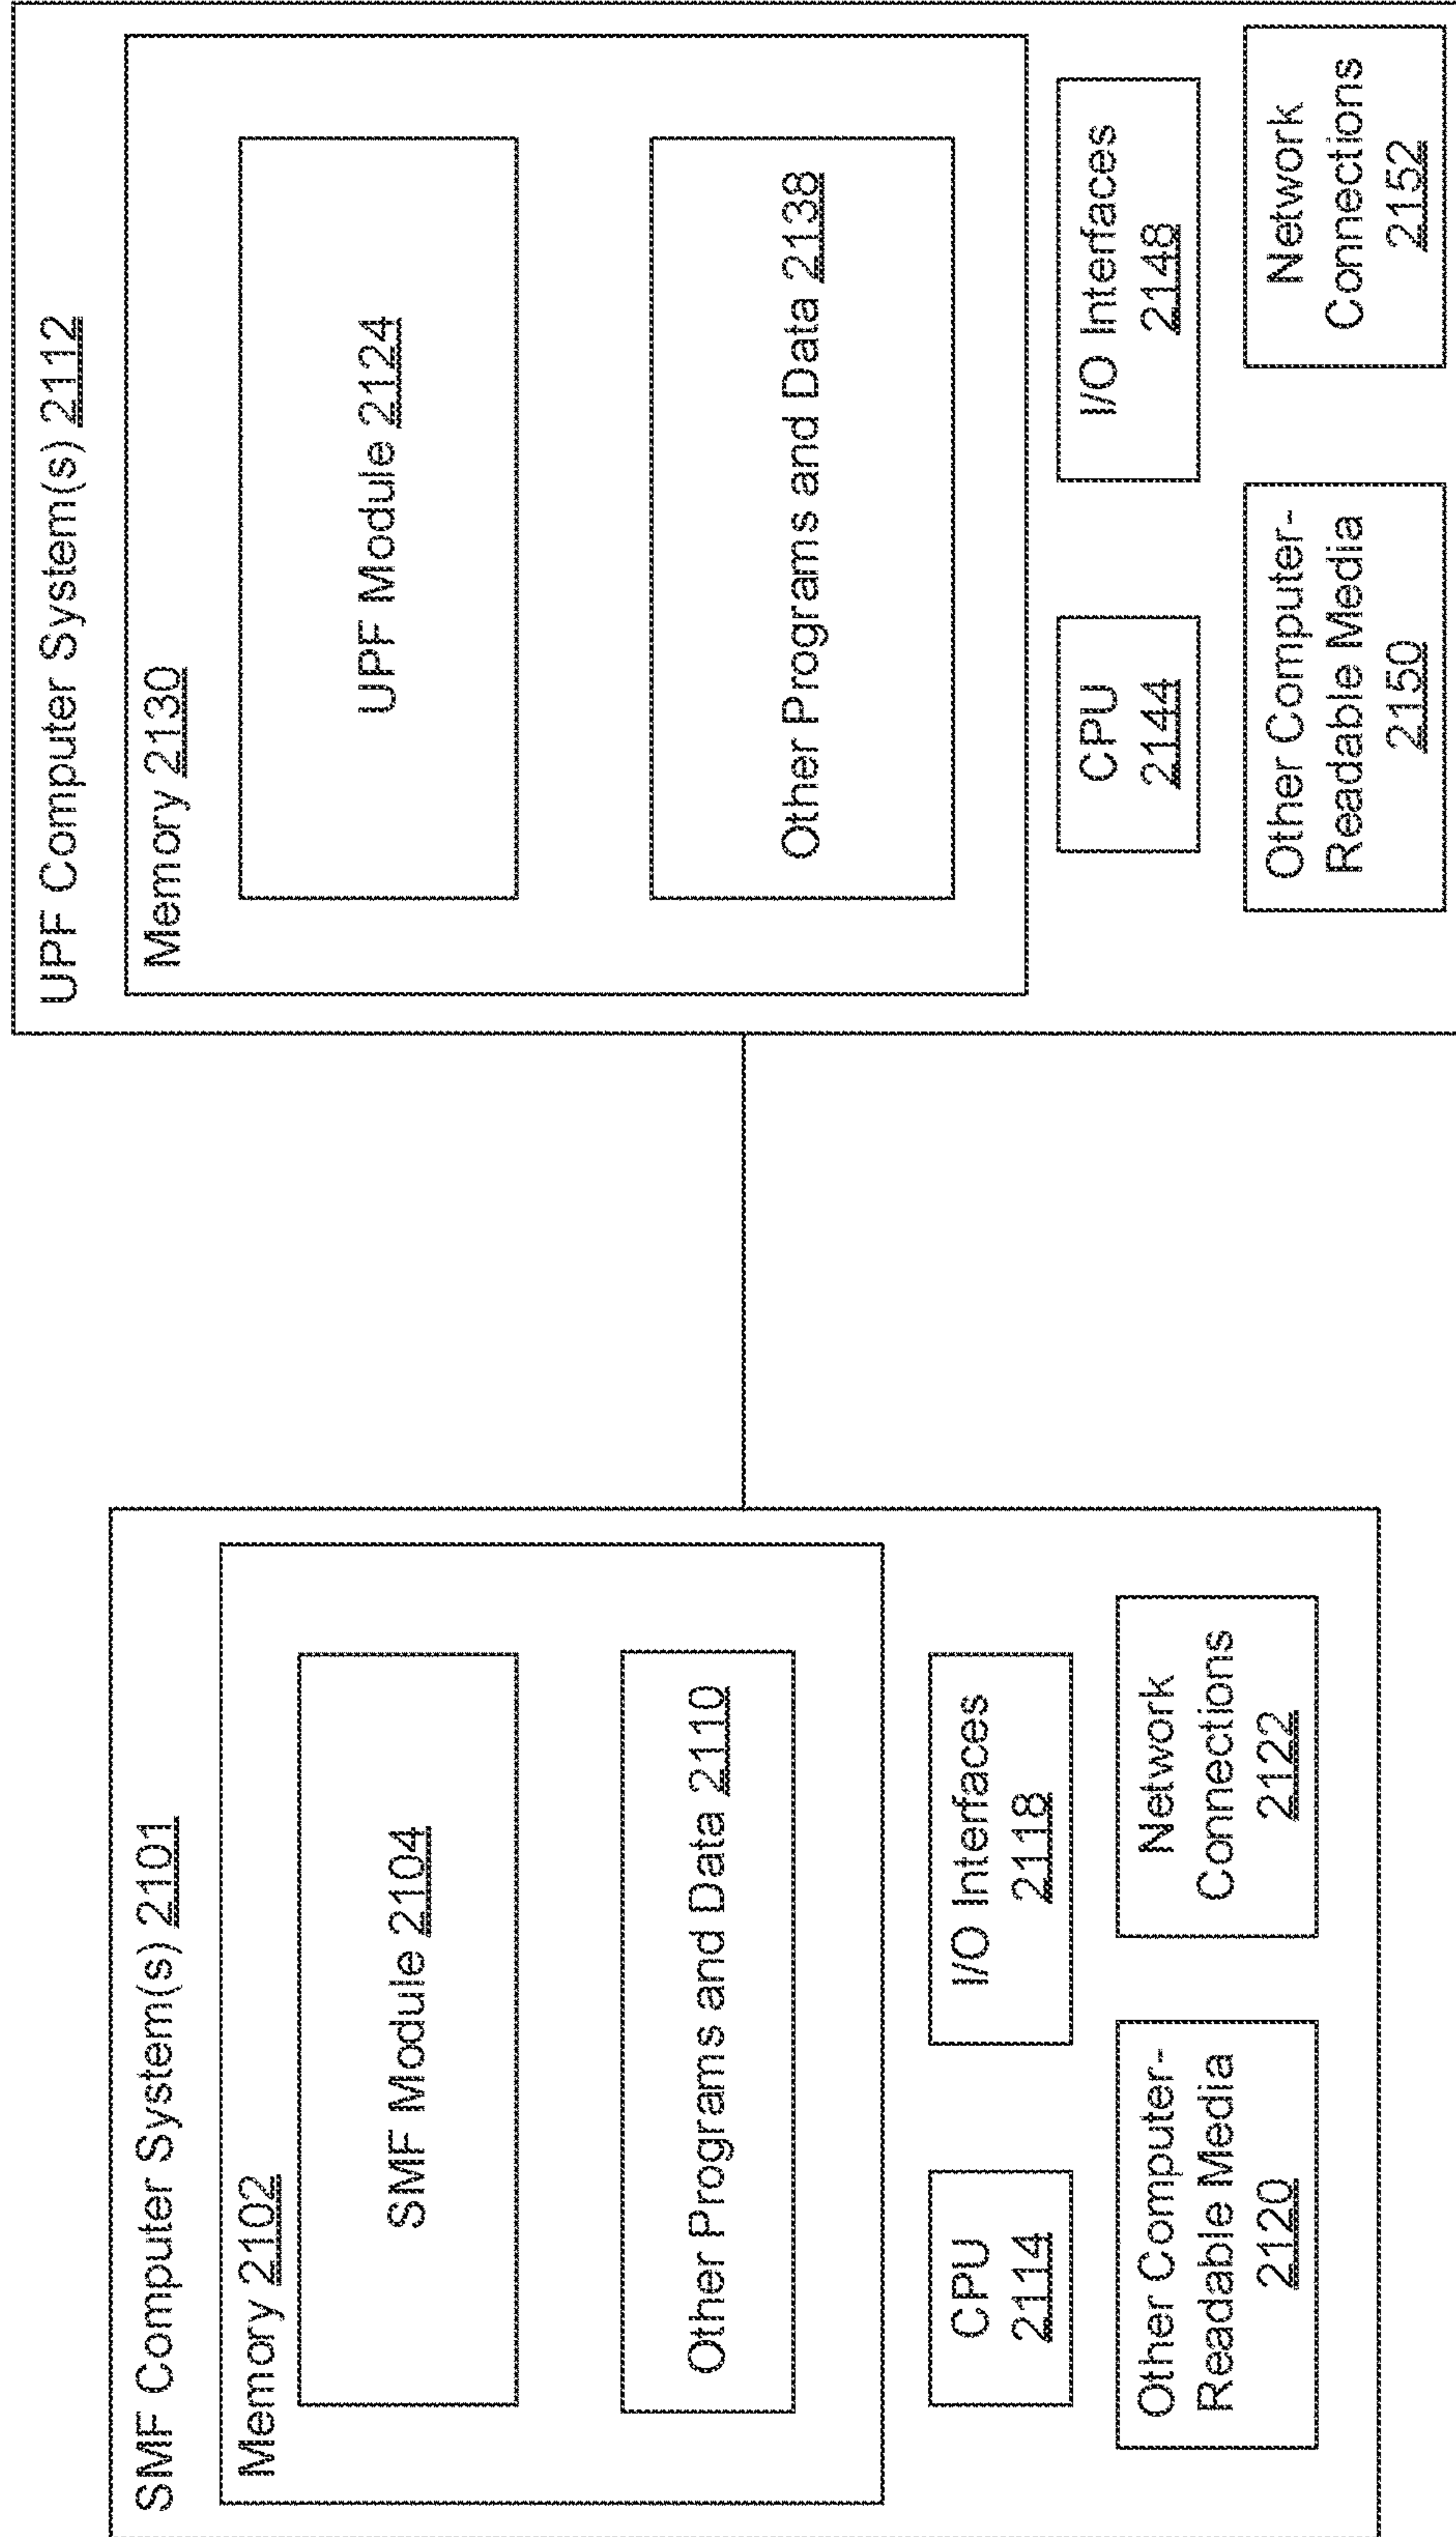 SMF Computer System(s) 2101
Memory 2102
SMF Module 2104
Other Programs and Data 2110
CPU
2114
I/O Interfaces
2118
Other Computer-
Readable Media
2120
Network
Connections
2122
UPF Computer System(s) 2112
Memory 2130
UPF Module 2124
Other Programs and Data 2138
CPU
2144
I/O Interfaces
2148
Other Computer-
Readable Media
2150
Network
Connections
2152